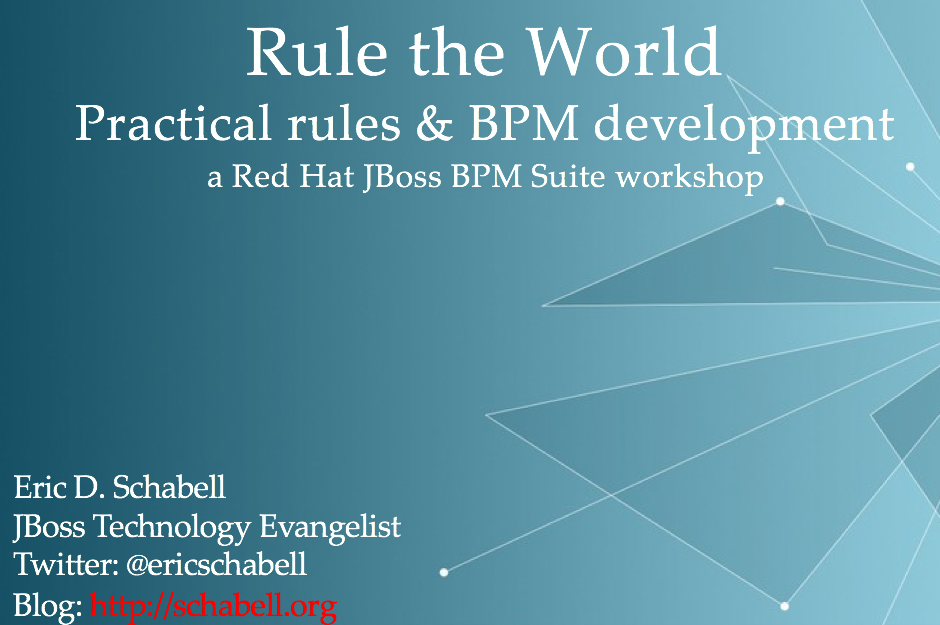 Rule the World
Practical rules & BPM development
a Red Hat JBoss BPM Suite workshop
Eric D. Schabell
JBoss Technology Evangelist
Twitter: @ericschabell
Blog: http://schabell.org